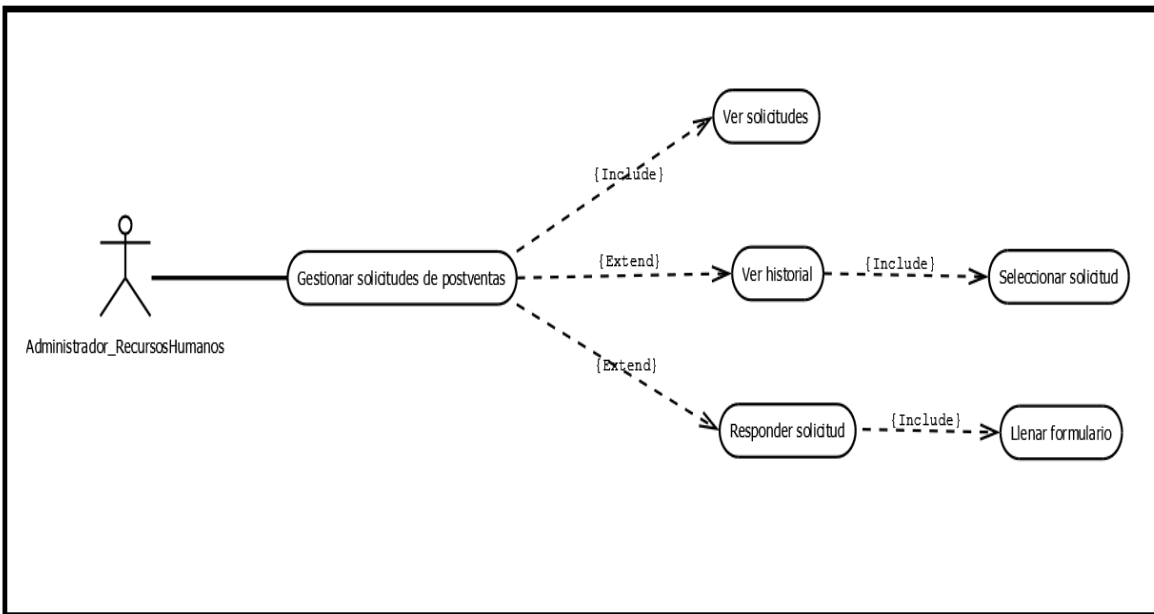 Ver solicitudes
{Include}
Gestionar solicitudes de postventas
{Extend}
Ver historial
{Include}
Seleccionar solicitud
Administrador_RecursosHumanos
{Extend}
Responder solicitud
{Include}
Llenar formulario